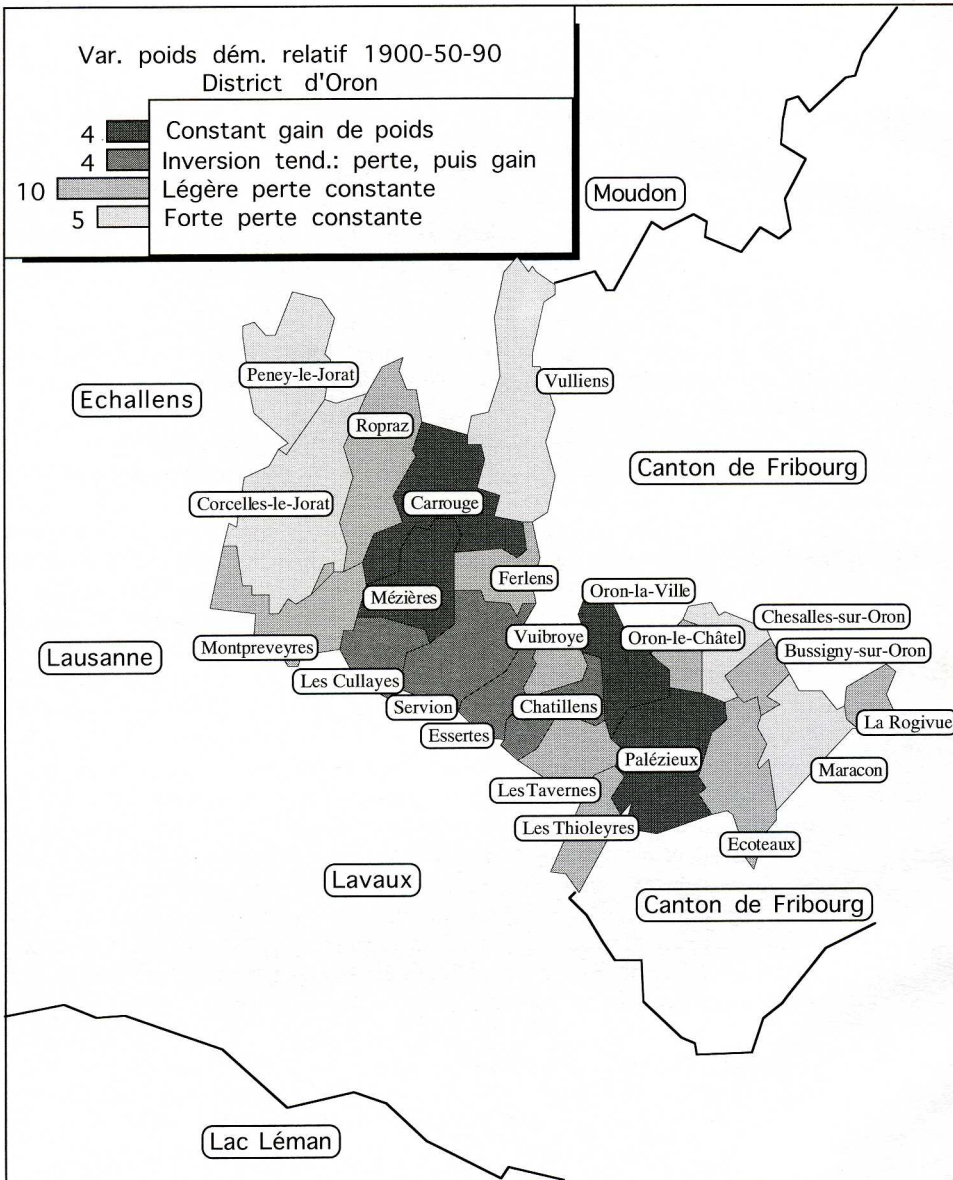 Var. poids dém. relatif 1900-50-90
District d'Oron
4 Constant gain de poids
4 Inversion tend.: perte, puis gain
10 Légère perte constante
5 Forte perte constante
Moudon
Peney-le-Jorat
Vulliens
Echallens
Ropraz
Canton de Fribourg
Corcelles-le-Jorat
Carrouge
Ferlens
Oron-la-Ville
Mézières
Chesalles-sur-Oron
Vuibroye
Oron-le-Châtel
Montpreveyres
Bussigny-sur-Oron
Lausanne
Les Cullayes
Servion
Chatillens
La Rogivue
Essertes
Palézieux
Maracon
Les Tavernes
Les Thioleyres
Ecoteaux
Lavaux
Canton de Fribourg
Lac Léman